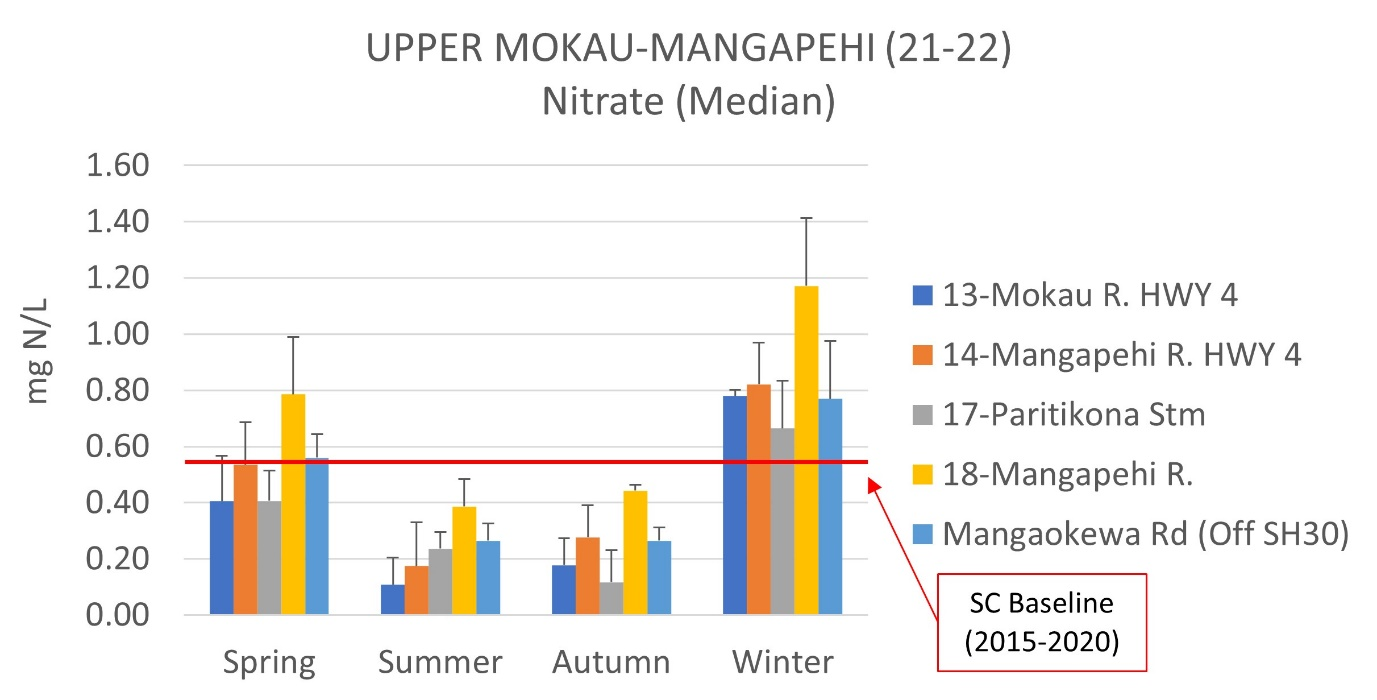 UPPER MOKAU-MANGAPEHI (21-22)
Nitrate (Median)
mg N/L
1.60
1.40
1.20
1.00
0.80
0.60
0.40
0.20
0.00
Spring
Summer
Autumn
Winter
13-Mokau R. HWY 4
14-Mangapehi R. HWY 4
17-Paritikona Stm
18-Mangapehi R.
Mangaokewa Rd (Off SH30)
SC Baseline
(2015-2020)